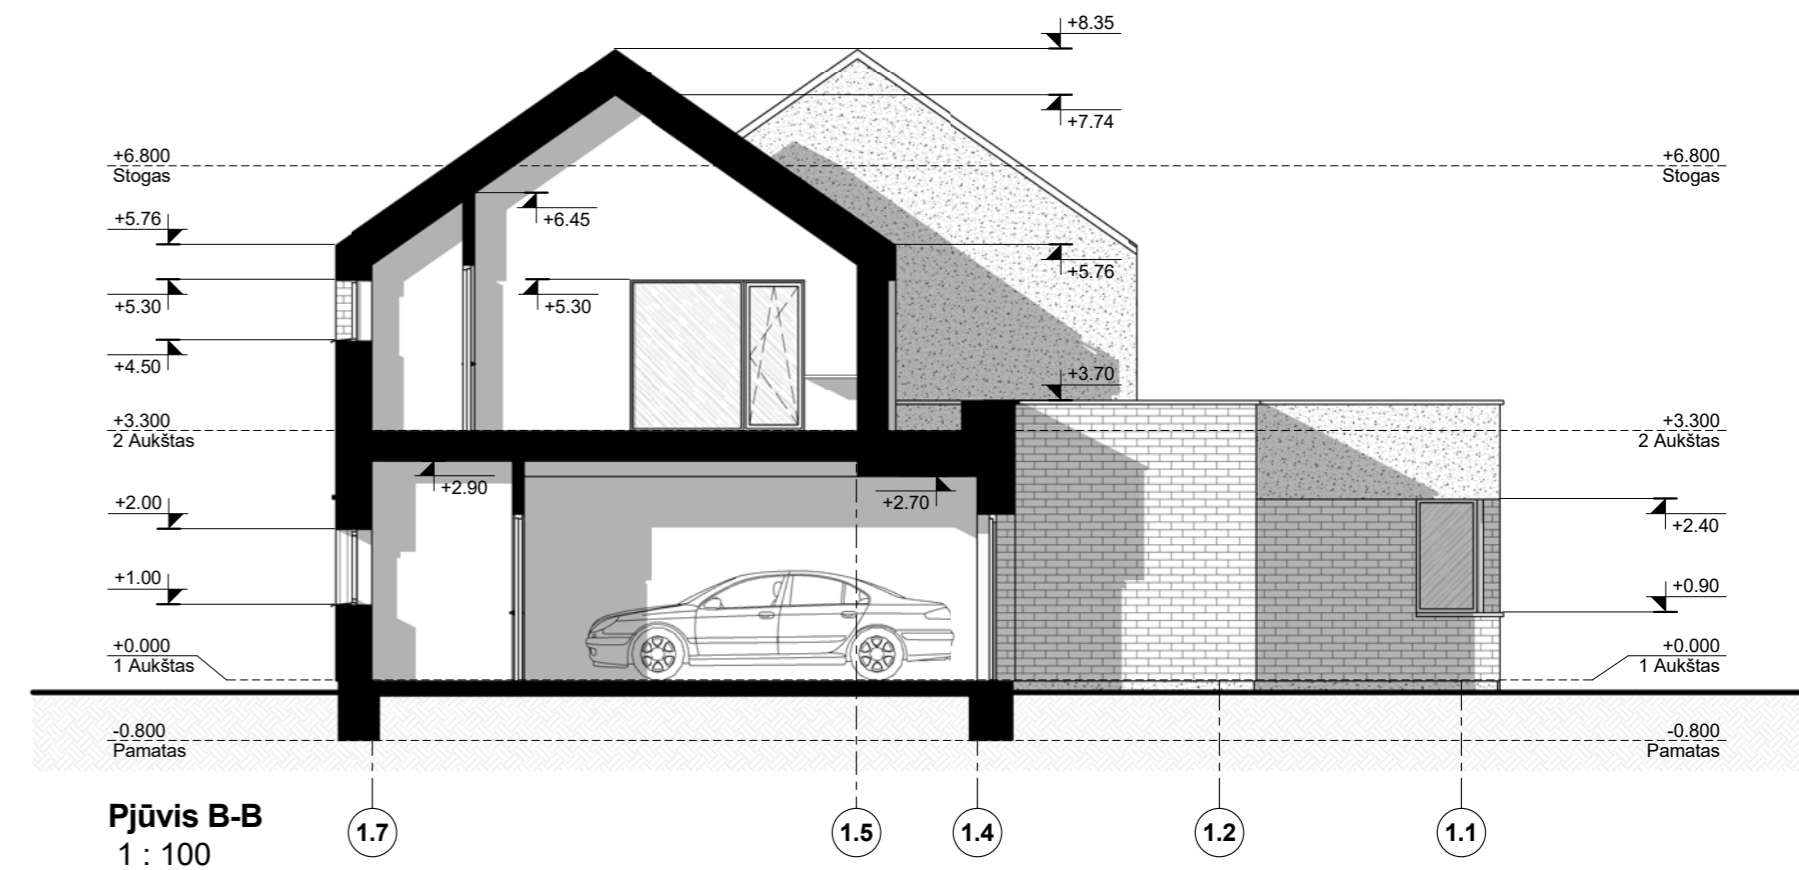 +8.35
+7.74
+6.800
Stogas
+6.800
Stogas
+5.76
+6.45
+5.76
+5.30
+5.30
+4.50
+3.70
+3.300
2 Aukštas
+3.300
2 Aukštas
+2.90
+2.70
+2.00
+2.40
+1.00
+0.90
+0.000
1 Aukštas
+0.000
1 Aukštas
-0.800
Pamatas
-0.800
Pamatas
Pjūvis B-B
1 : 100
1.7
1.5
1.4
1.2
1.1